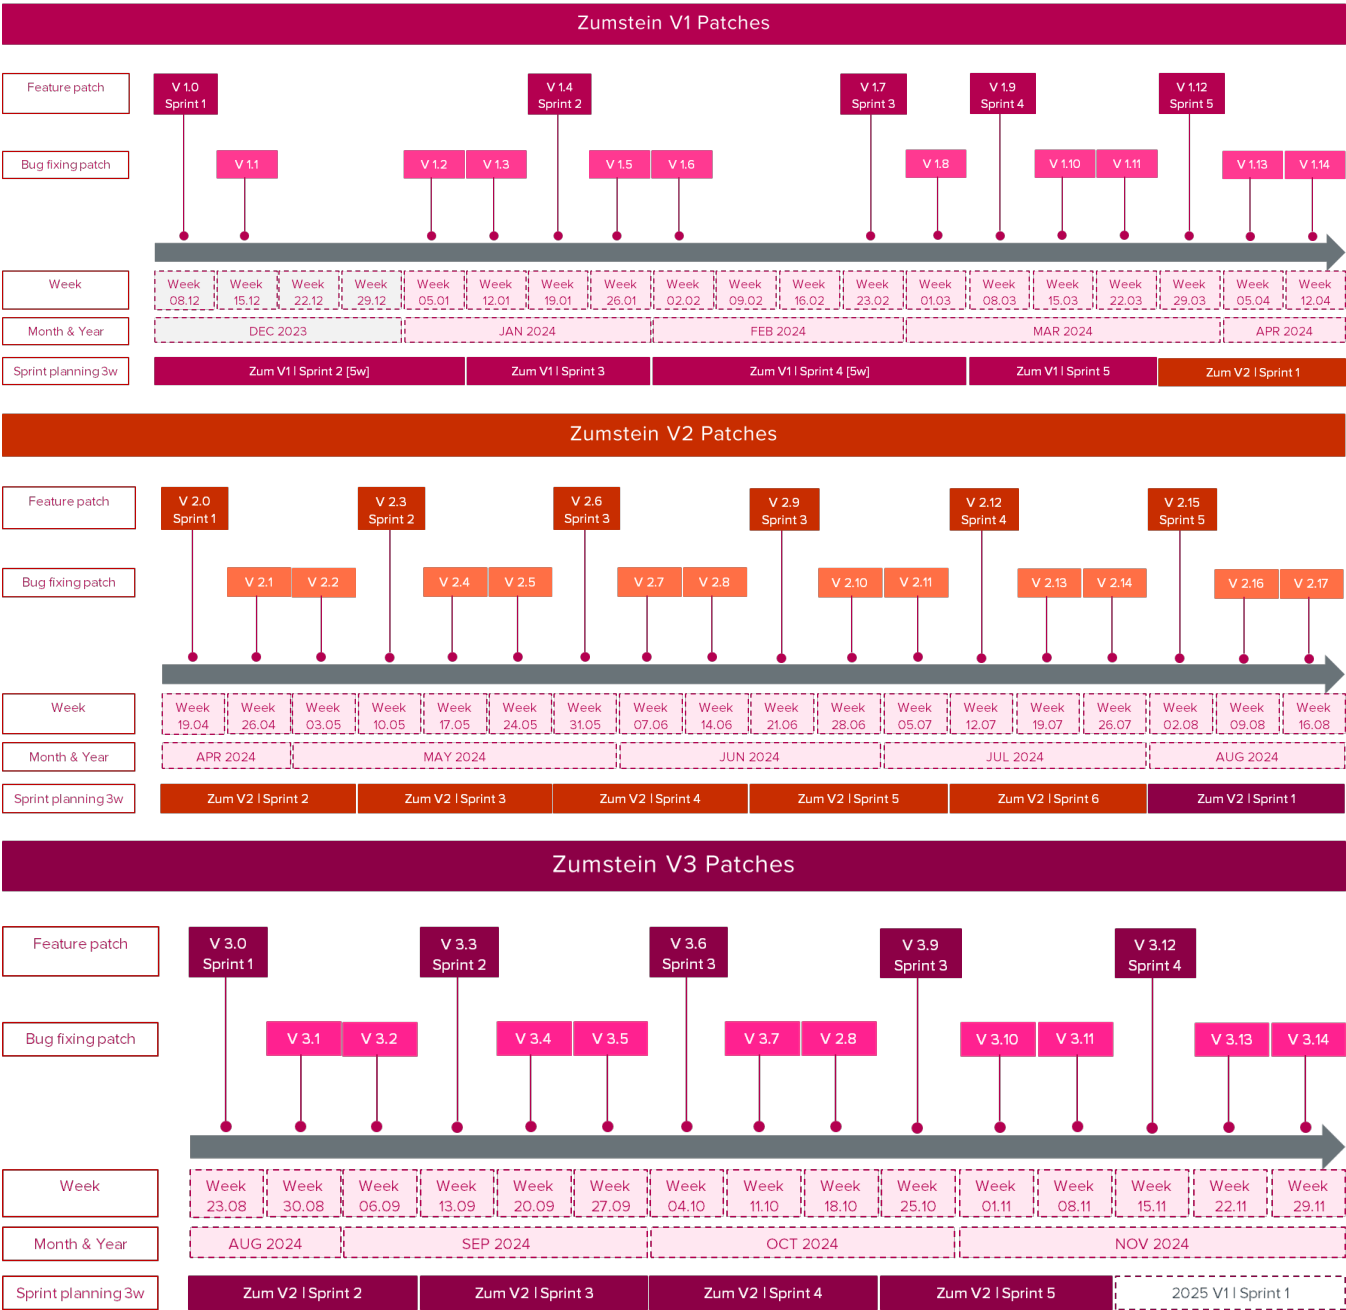 Zumstein V1 Patches
Feature patch
V 1.0
Sprint 1
V 1.4
Sprint 2
V 1.7
Sprint 3
V 1.9
Sprint 4
V 1.12
Sprint 5
Bug fixing patch
V 1.1
V 1.2
V 1.3
V 1.5
V 1.6
V 1.8
V 1.10
V 1.11
V 1.13
V 1.14
Week
Week
08.12
Week
15.12
Week
22.12
Week
29.12
Week
05.01
Week
12.01
Week
19.01
Week
26.01
Week
02.02
Week
09.02
Week
16.02
Week
23.02
Week
01.03
Week
08.03
Week
15.03
Week
22.03
Week
29.03
Week
05.04
Week
12.04
Month & Year
DEC 2023
JAN 2024
FEB 2024
MAR 2024
APR 2024
Sprint planning 3w
Zum V1 | Sprint 2 [5w]
Zum V1 | Sprint 3
Zum V1 | Sprint 4 [5w]
Zum V1 | Sprint 5
Zum V2 | Sprint 1
Zumstein V2 Patches
Feature patch
V 2.0
Sprint 1
V 2.3
Sprint 2
V 2.6
Sprint 3
V 2.9
Sprint 3
V 2.12
Sprint 4
V 2.15
Sprint 5
Bug fixing patch
V 2.1
V 2.2
V 2.4
V 2.5
V 2.7
V 2.8
V 2.10
V 2.11
V 2.13
V 2.14
V 2.16
V 2.17
Week
Week
19.04
Week
26.04
Week
03.05
Week
10.05
Week
17.05
Week
24.05
Week
31.05
Week
07.06
Week
14.06
Week
21.06
Week
28.06
Week
05.07
Week
12.07
Week
19.07
Week
26.07
Week
02.08
Week
09.08
Week
16.08
Month & Year
APR 2024
MAY 2024
JUN 2024
JUL 2024
AUG 2024
Sprint planning 3w
Zum V2 | Sprint 2
Zum V2 | Sprint 3
Zum V2 | Sprint 4
Zum V2 | Sprint 5
Zum V2 | Sprint 6
Zum V2 | Sprint 1
Zumstein V3 Patches
Feature patch
V 3.0
Sprint 1
V 3.3
Sprint 2
V 3.6
Sprint 3
V 3.9
Sprint 3
V 3.12
Sprint 4
Bug fixing patch
V 3.1
V 3.2
V 3.4
V 3.5
V 3.7
V 2.8
V 3.10
V 3.11
V 3.13
V 3.14
Week
Week
23.08
Week
30.08
Week
06.09
Week
13.09
Week
20.09
Week
27.09
Week
04.10
Week
11.10
Week
18.10
Week
25.10
Week
01.11
Week
08.11
Week
15.11
Week
22.11
Week
29.11
Month & Year
AUG 2024
SEP 2024
OCT 2024
NOV 2024
Sprint planning 3w
Zum V2 | Sprint 2
Zum V2 | Sprint 3
Zum V2 | Sprint 4
Zum V2 | Sprint 5
2025 V1 | Sprint 1